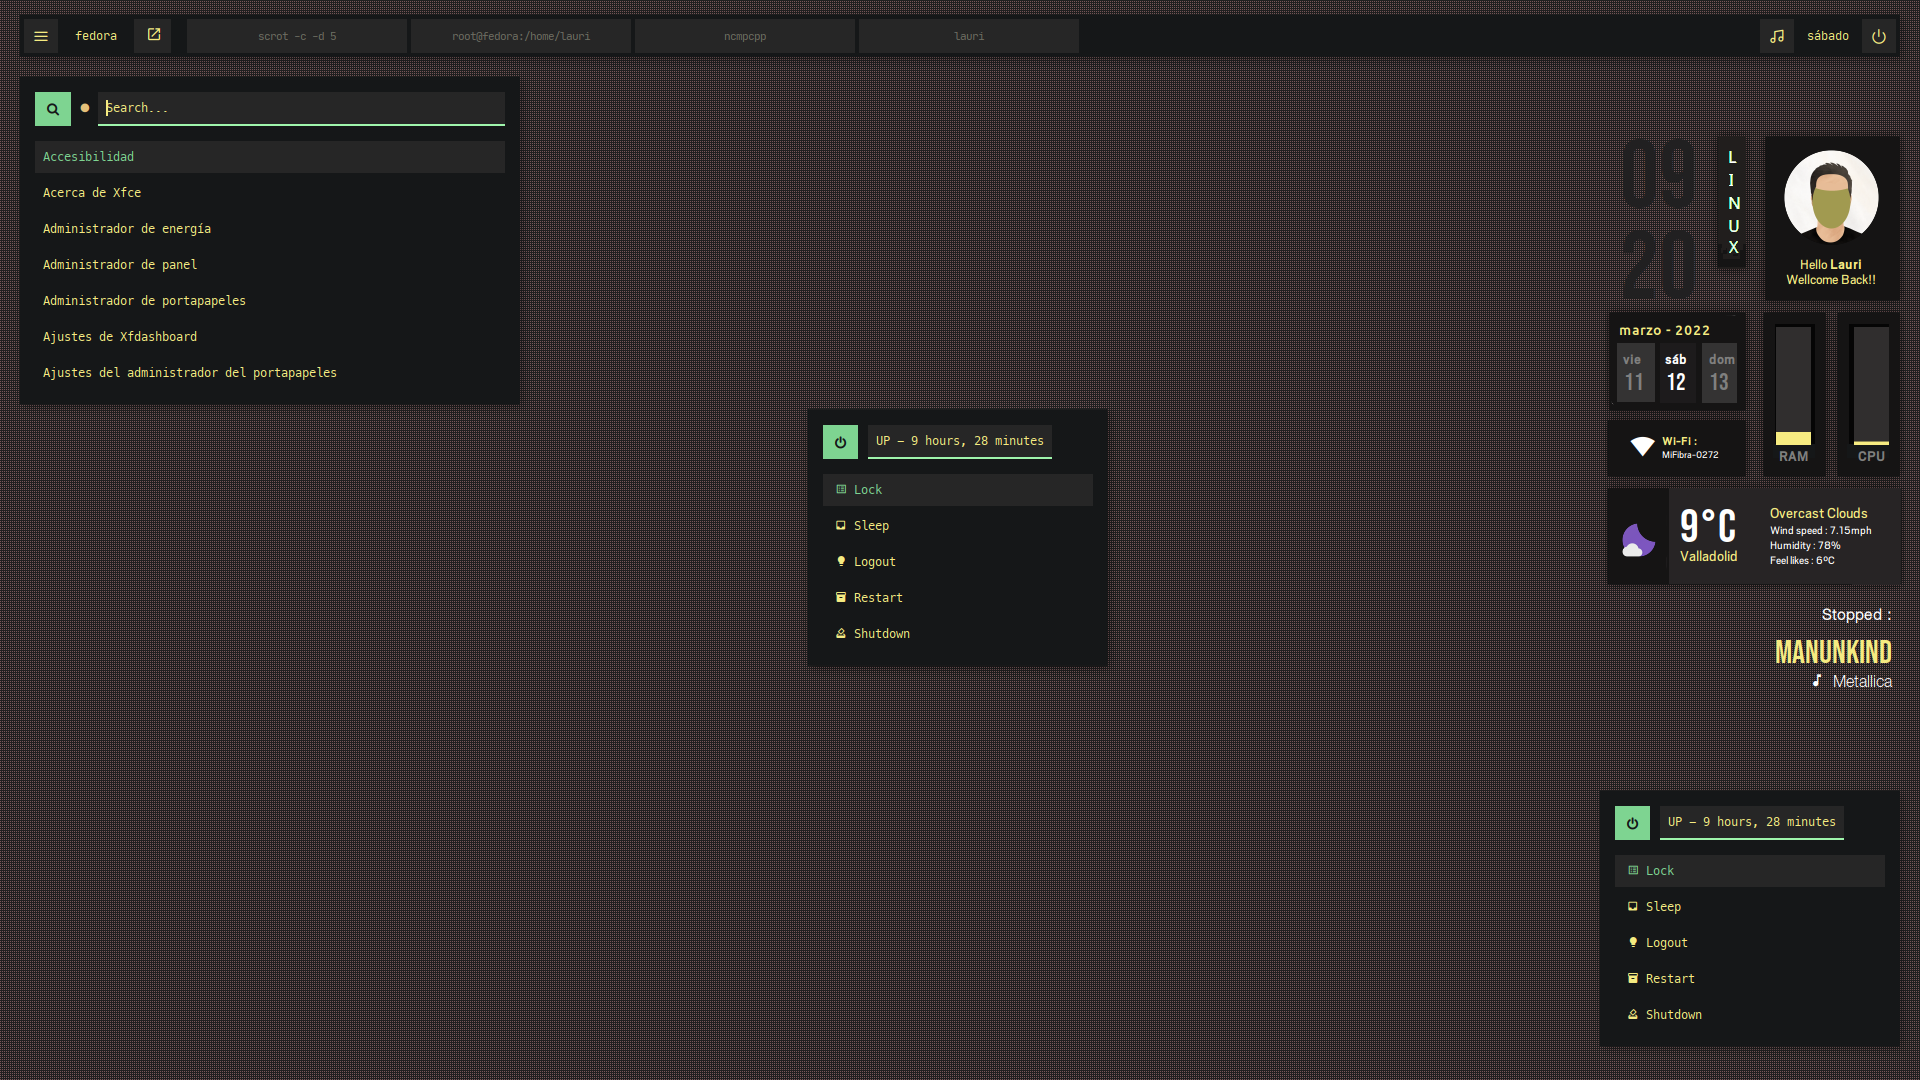 fedora
scrot -c -d 5
root@fedora:/home/lauri
ncmpcpp
lauri
sábado
Search...
Accesibilidad
Acerca de Xfce
Administrador de energía
Administrador de panel
Administrador de portapapeles
Ajustes de Xfdashboard
Ajustes del administrador del portapapeles
UP – 9 hours, 28 minutes
Lock
Sleep
Logout
Restart
Shutdown
09
20
L
I
N
U
X
Hello Lauri
Wellcome Back!!
marzo - 2022
vie sáb dom
11 12 13
Wi-Fi :
MiFibra-0272
RAM
CPU
9°C
Valladolid
Overcast Clouds
Wind speed : 7.15mph
Humidity : 78%
Feel likes : 6°C
Stopped :
MANUNKIND
Metallica
UP – 9 hours, 28 minutes
Lock
Sleep
Logout
Restart
Shutdown